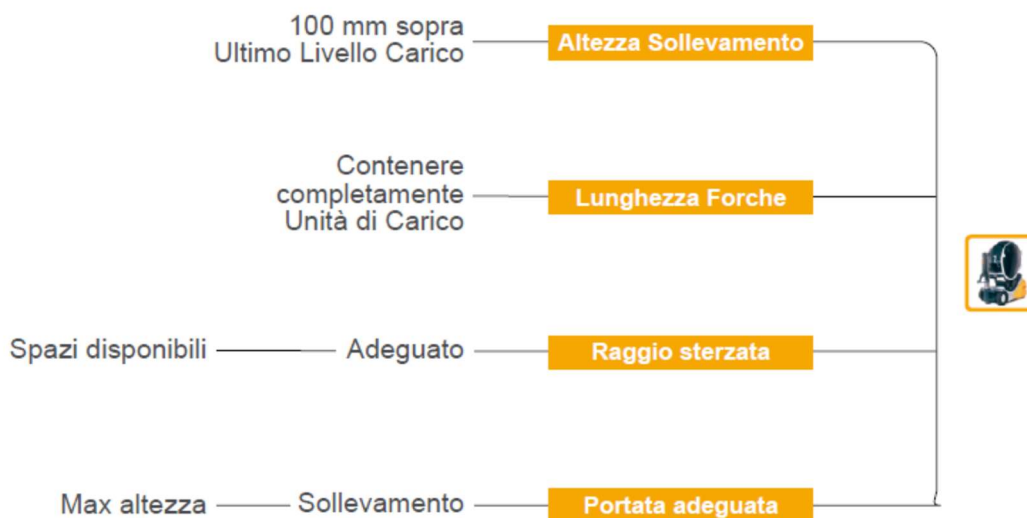 100 mm sopra
Ultimo Livello Carico
Altezza Sollevamento
Contenere
completamente
Unità di Carico
Lunghezza Forche
Spazi disponibili
Adeguato
Raggio sterzata
Max altezza
Sollevamento
Portata adeguata